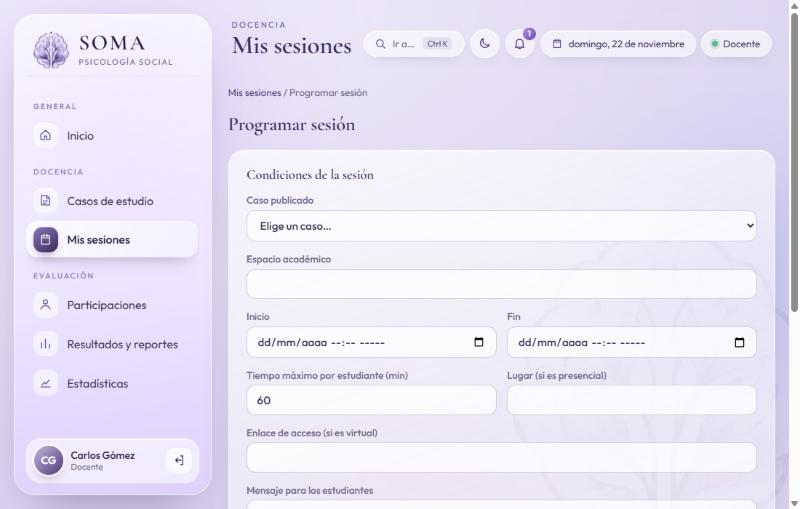 SOMA
PSICOLOGÍA SOCIAL
GENERAL
Inicio
DOCENCIA
Casos de estudio
Mis sesiones
EVALUACIÓN
Participaciones
Resultados y reportes
Estadísticas
CG
Carlos Gómez
Docente
DOCENCIA
Mis sesiones
Ir a... Ctrl K
1
domingo, 22 de noviembre
Docente
Mis sesiones / Programar sesión
Programar sesión
Condiciones de la sesión
Caso publicado
Elige un caso...
Espacio académico
Inicio Fin
dd/mm/aaaa --:-- ----- dd/mm/aaaa --:-- -----
Tiempo máximo por estudiante (min) Lugar (si es presencial)
60
Enlace de acceso (si es virtual)
Mensaje para los estudiantes